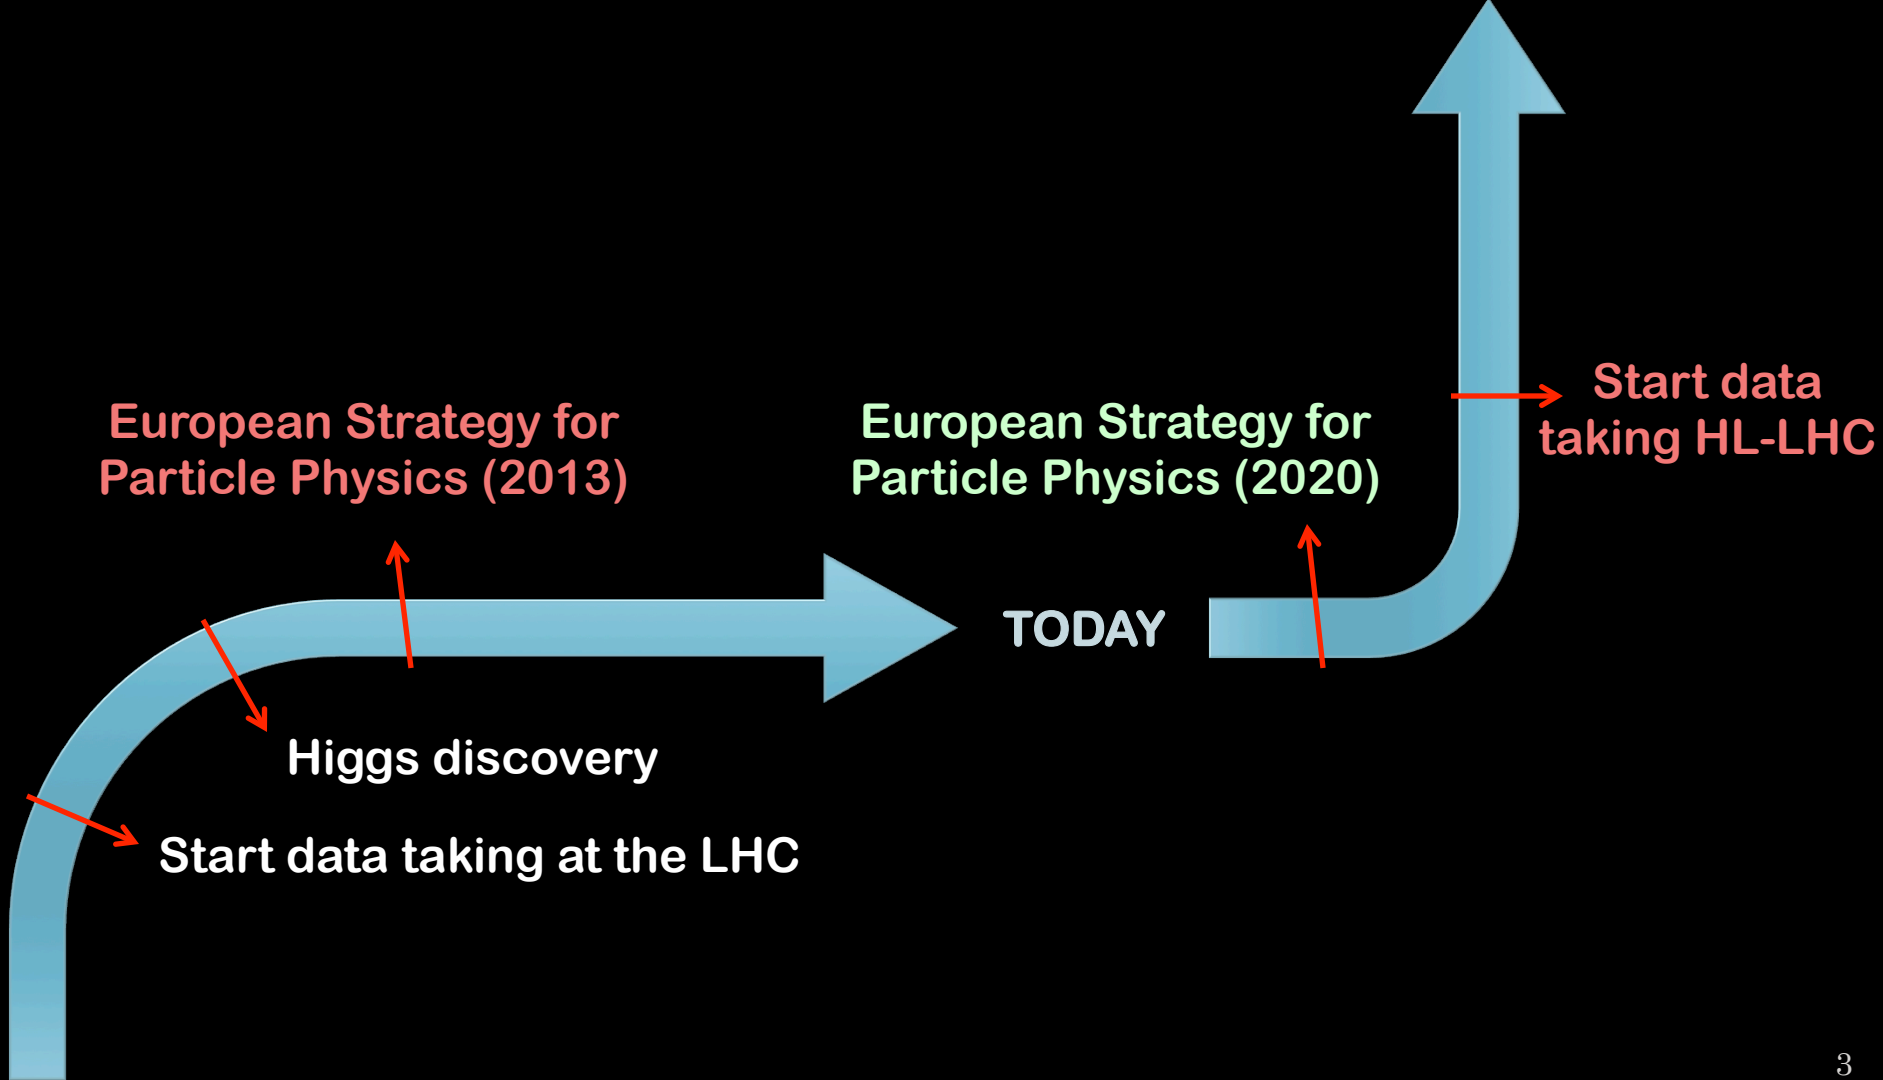 European Strategy for
Particle Physics (2013)
European Strategy for
Particle Physics (2020)
Start data
taking HL-LHC
TODAY
Higgs discovery
Start data taking at the LHC
3